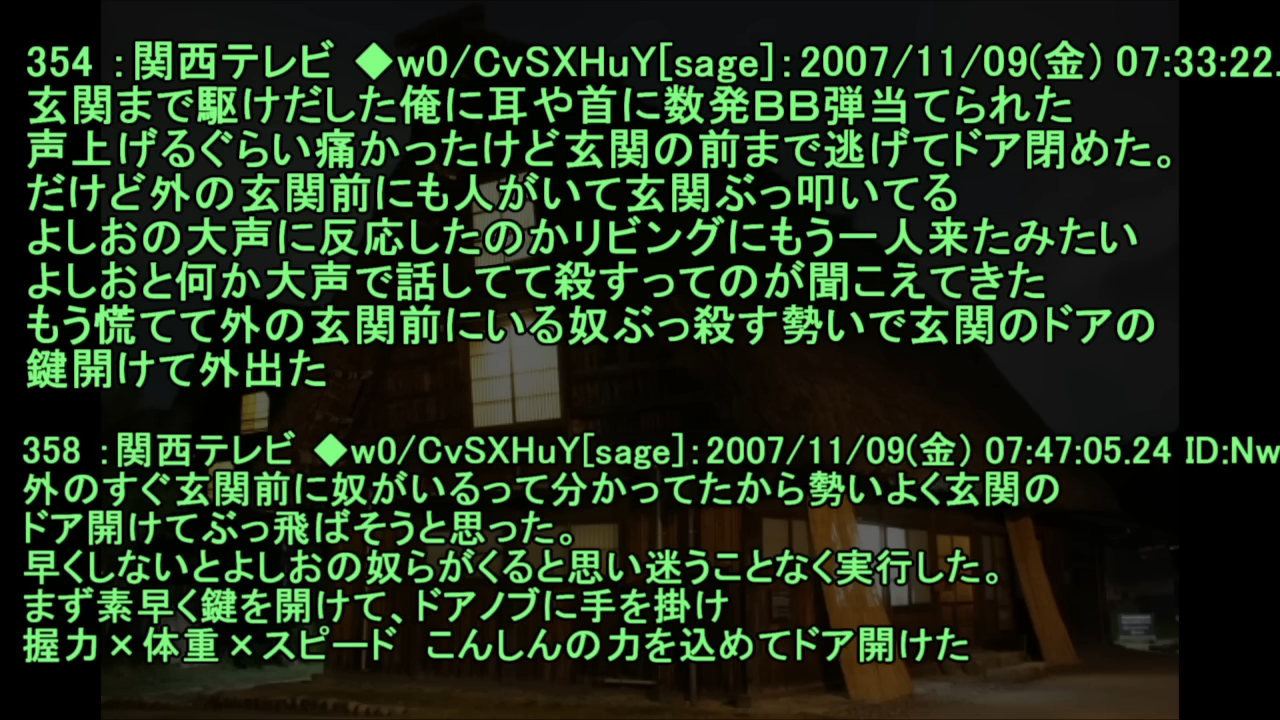 354 :関西テレビ ◆w0/CvSXHuY[sage]:2007/11/09(金) 07:33:22.
玄関まで駆けだした俺に耳や首に数発BB弾当てられた
声上げるぐらい痛かったけど玄関の前まで逃げてドア閉めた。
だけど外の玄関前にも人がいて玄関ぶっ叩いてる
よしおの大声に反応したのかリビングにもう一人来たみたい
よしおと何か大声で話してて殺すってのが聞こえてきた
もう慌てて外の玄関前にいる奴ぶっ殺す勢いで玄関のドアの
鍵開けて外出た
358 :関西テレビ ◆w0/CvSXHuY[sage]:2007/11/09(金) 07:47:05.24 ID:Nw
外のすぐ玄関前に奴がいるって分かってたから勢いよく玄関の
ドア開けてぶっ飛ばそうと思った。
早くしないとよしおの奴らがくると思い迷うことなく実行した。
まず素早く鍵を開けて、ドアノブに手を掛け
握力×体重×スピード　こんしんの力を込めてドア開けた